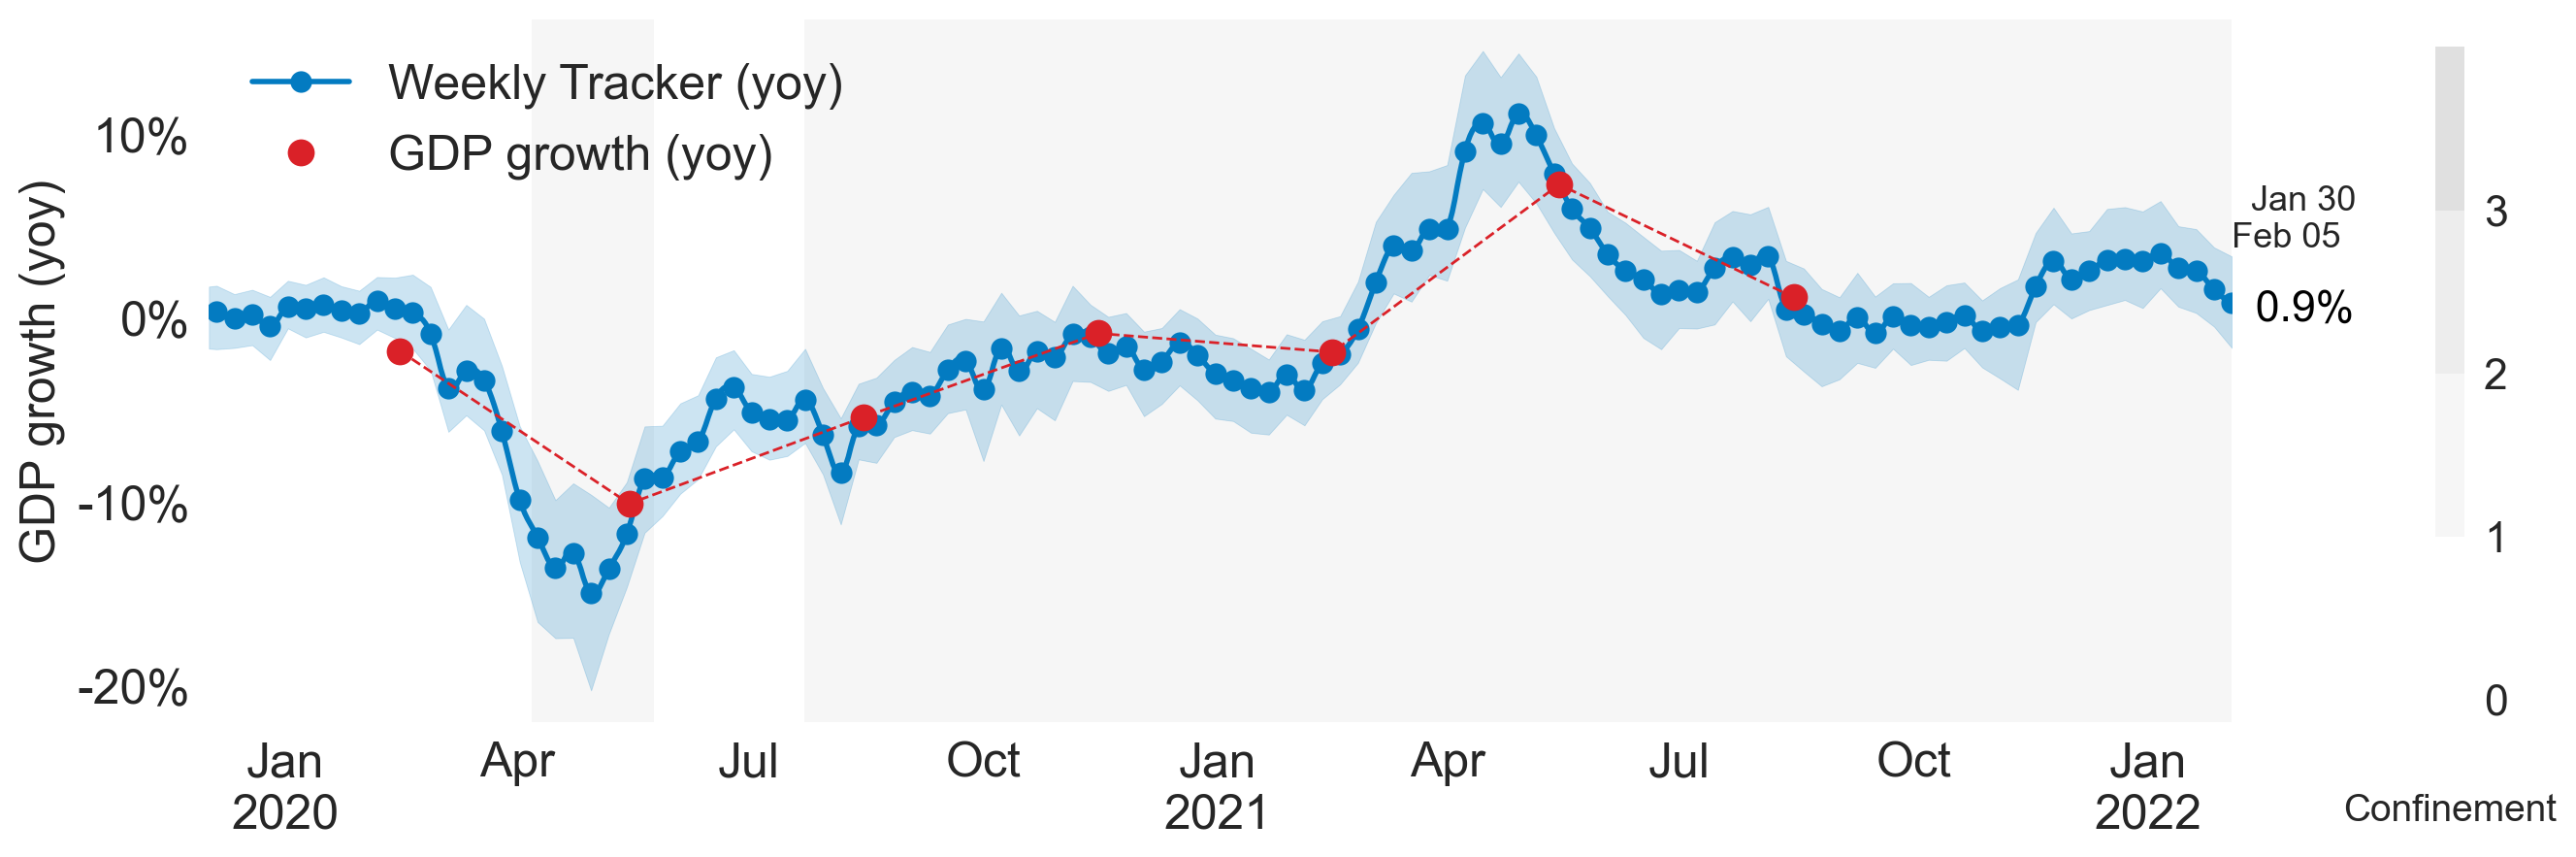 Weekly Tracker (yoy)
GDP growth (yoy)
GDP growth (yoy)
10%
0%
-10%
-20%
Jan
2020
Apr
Jul
Oct
Jan
2021
Apr
Jul
Oct
Jan
2022
Jan 30
Feb 05
0.9%
3
2
1
0
Confinement